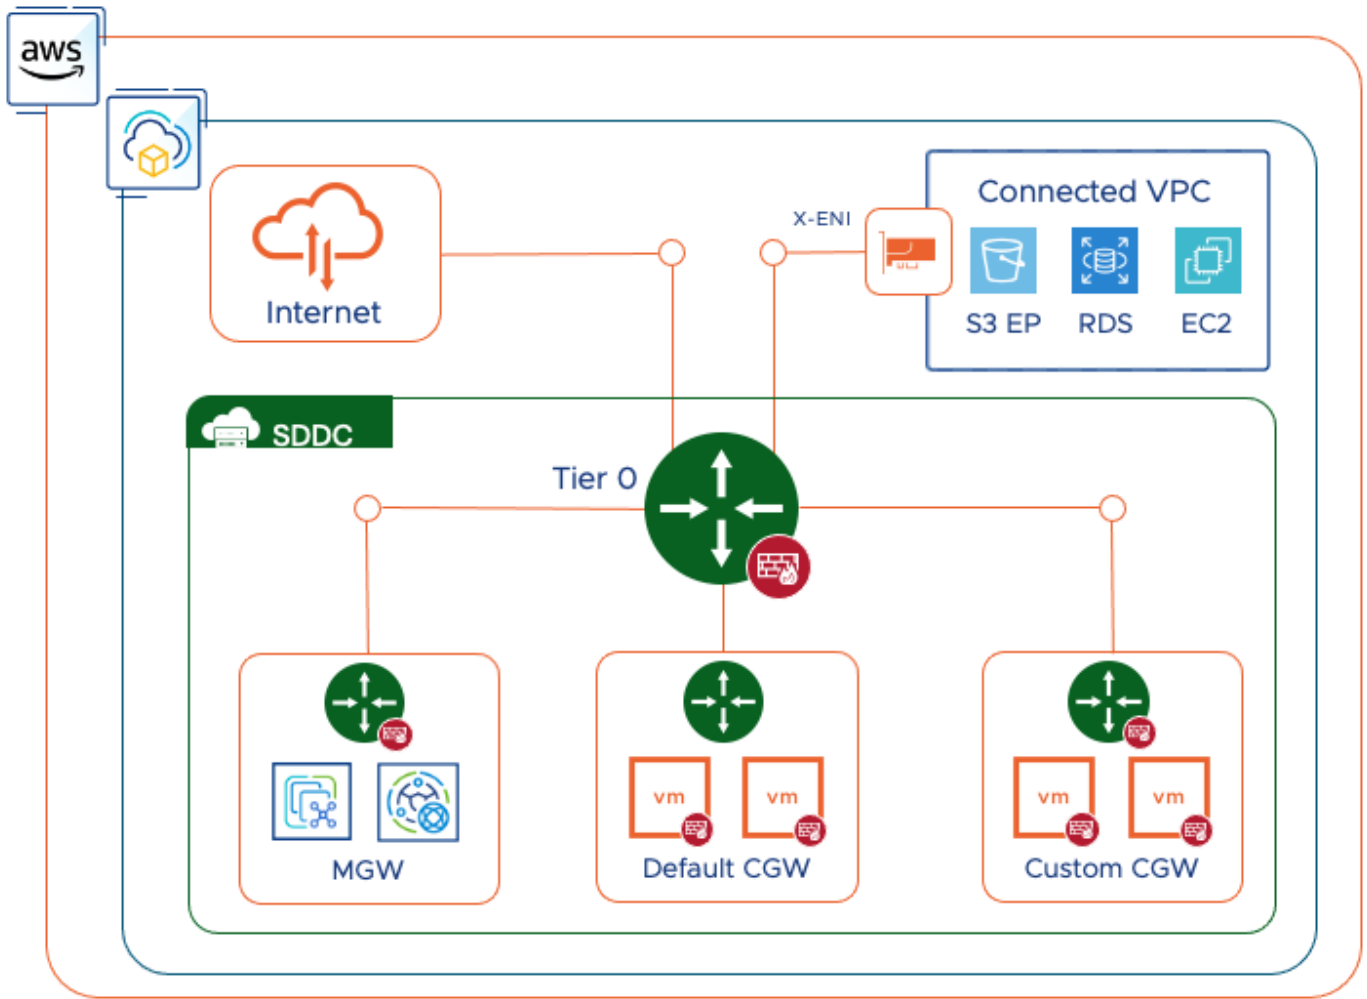 aws
Internet
X-ENI
Connected VPC
S3 EP
RDS
EC2
SDDC
Tier 0
MGW
vm
vm
Default CGW
vm
vm
Custom CGW